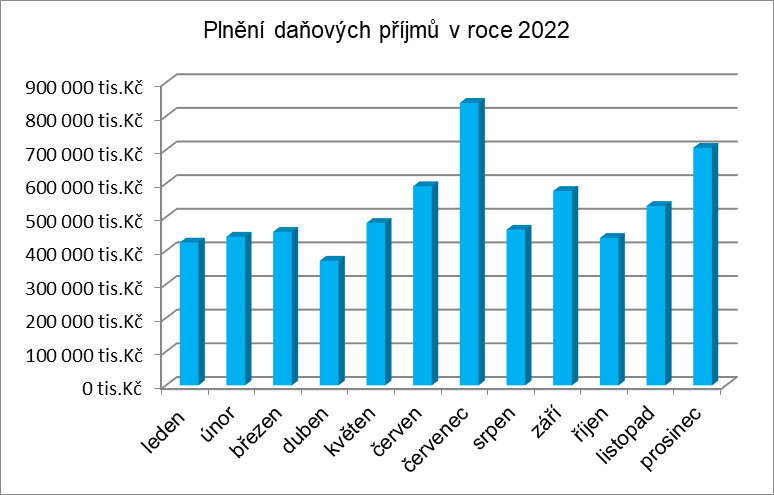 Plnění daňových příjmů v roce 2022
900 000 tis.Kč
800 000 tis.Kč
700 000 tis.Kč
600 000 tis.Kč
500 000 tis.Kč
400 000 tis.Kč
300 000 tis.Kč
200 000 tis.Kč
100 000 tis.Kč
0 tis.Kč
leden
únor
březen
duben
květen
červen
červenec
srpen
září
říjen
listopad
prosinec